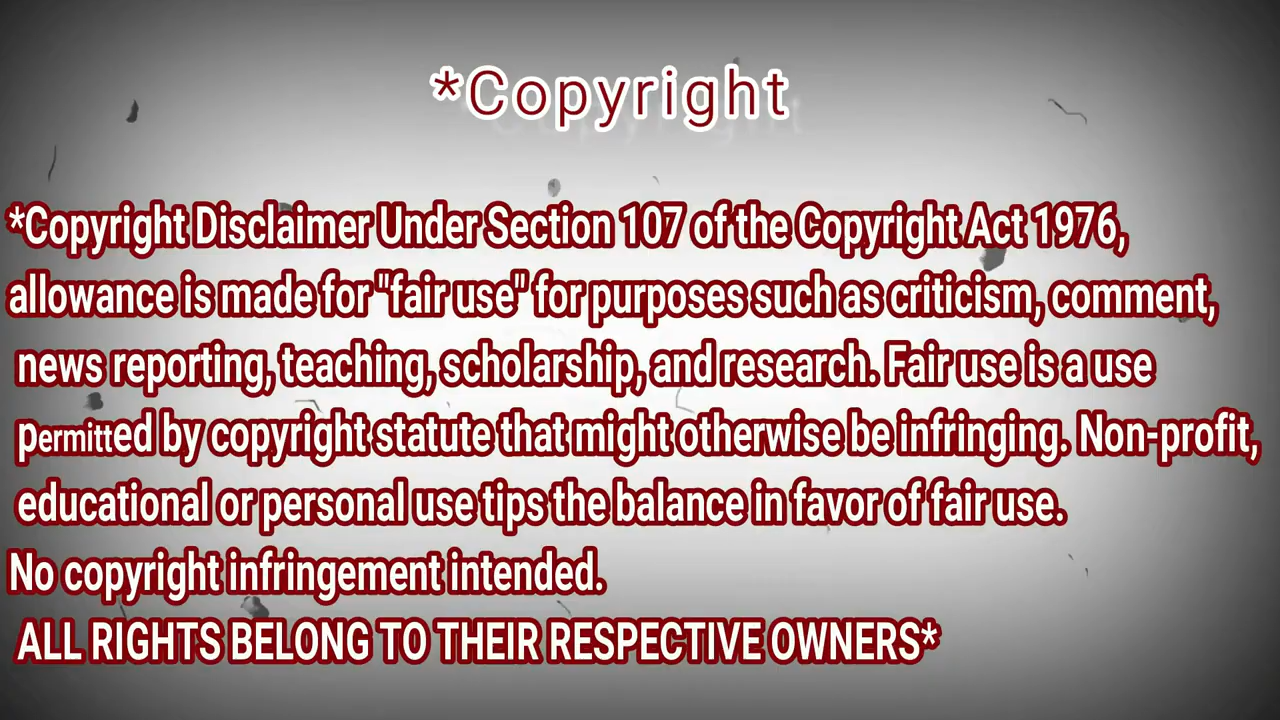 *Copyright
*Copyright Disclaimer Under Section 107 of the Copyright Act 1976,
allowance is made for "fair use" for purposes such as criticism, comment,
news reporting, teaching, scholarship, and research. Fair use is a use
permitted by copyright statute that might otherwise be infringing. Non-profit,
educational or personal use tips the balance in favor of fair use.
No copyright infringement intended.
ALL RIGHTS BELONG TO THEIR RESPECTIVE OWNERS*